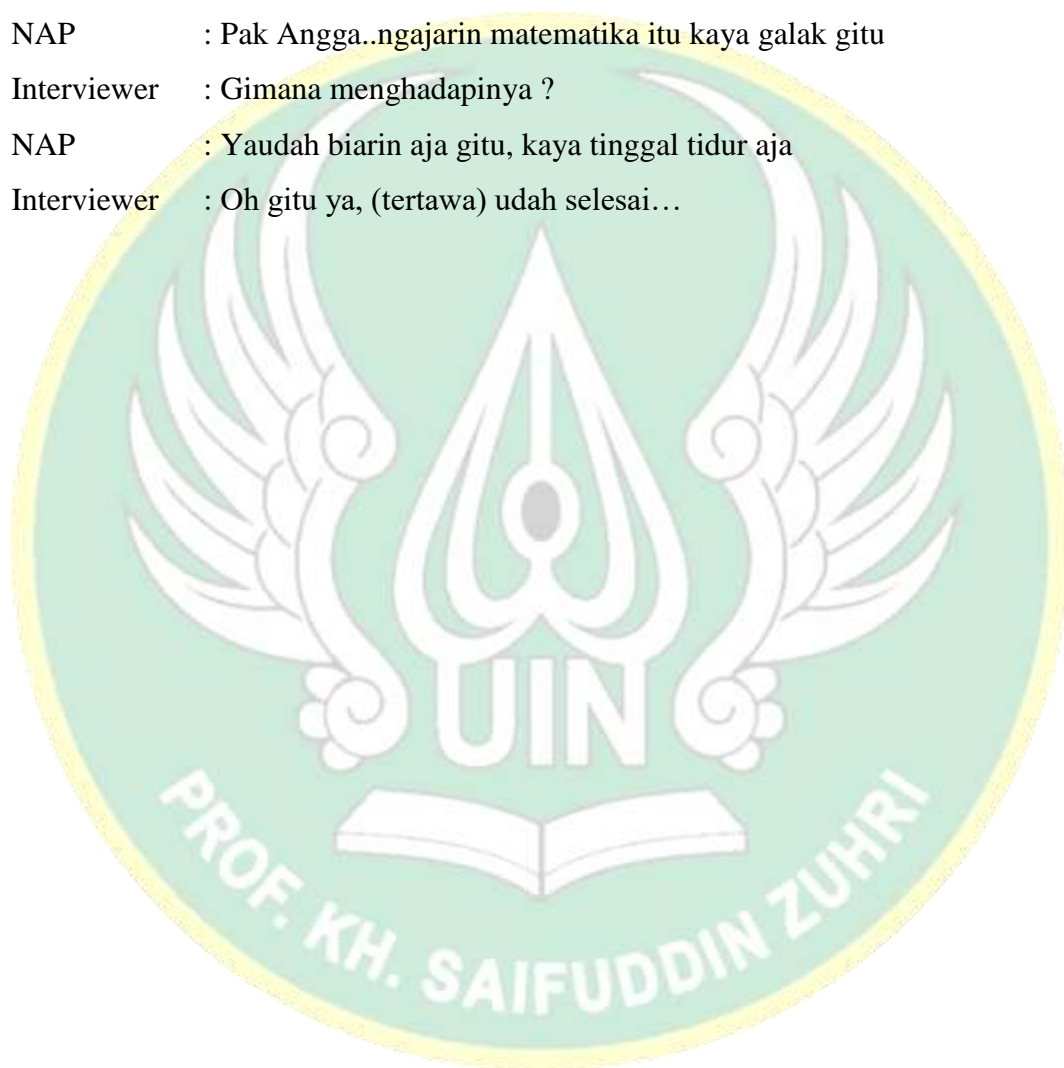 NAP : Pak Angga..ngajarin matematika itu kaya galak gitu
Interviewer : Gimana menghadapinya ?
NAP : Yaudah biarin aja gitu, kaya tinggal tidur aja
Interviewer : Oh gitu ya, (tertawa) udah selesai…
UIN
PROF. KH. SAIFUDDIN ZUHRI